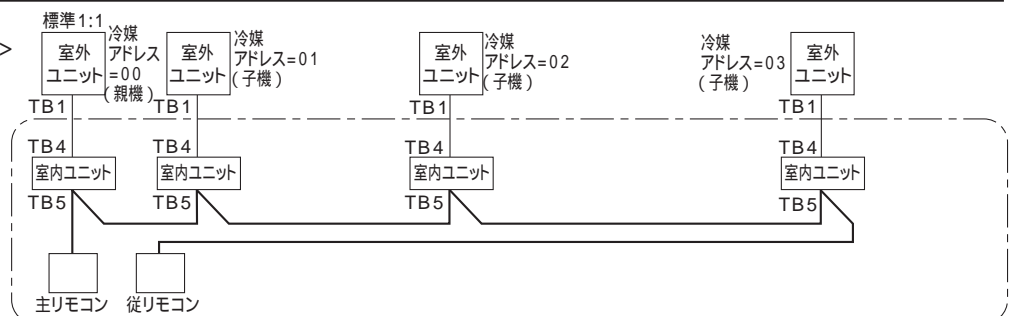 標準1:1
室外
ユニット
冷媒
アドレス
=00
(親機)
室外
ユニット
冷媒
アドレス=01
(子機)
室外
ユニット
冷媒
アドレス=02
(子機)
冷媒
アドレス=03
(子機)
室外
ユニット
TB1
TB1
TB1
TB1
TB4
TB4
TB4
TB4
室内ユニット
室内ユニット
室内ユニット
室内ユニット
TB5
TB5
TB5
TB5
主リモコン
従リモコン